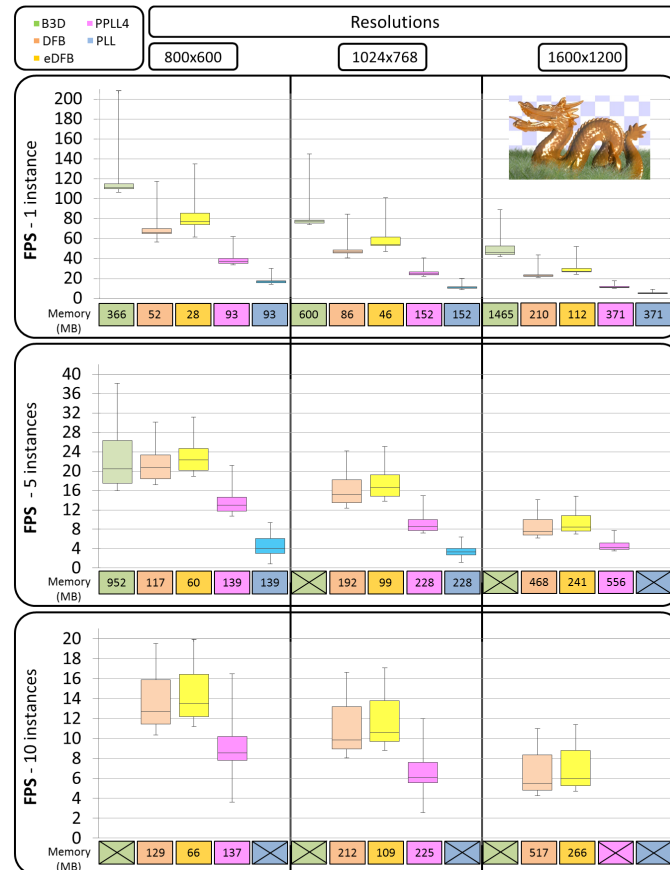 B3D PPLL4
DFB PLL
eDFB
Resolutions
800x600 1024x768 1600x1200
FPS - 1 instance
200
180
160
140
120
100
80
60
40
20
0
Memory (MB)
366 52 28 93 93 600 86 46 152 152 1465 210 112 371 371
FPS - 5 instances
40
36
32
28
24
20
16
12
8
4
0
Memory (MB)
952 117 60 139 139 192 99 228 228 468 241 556
FPS - 10 instances
20
18
16
14
12
10
8
6
4
2
0
Memory (MB)
129 66 137 212 109 225 517 266